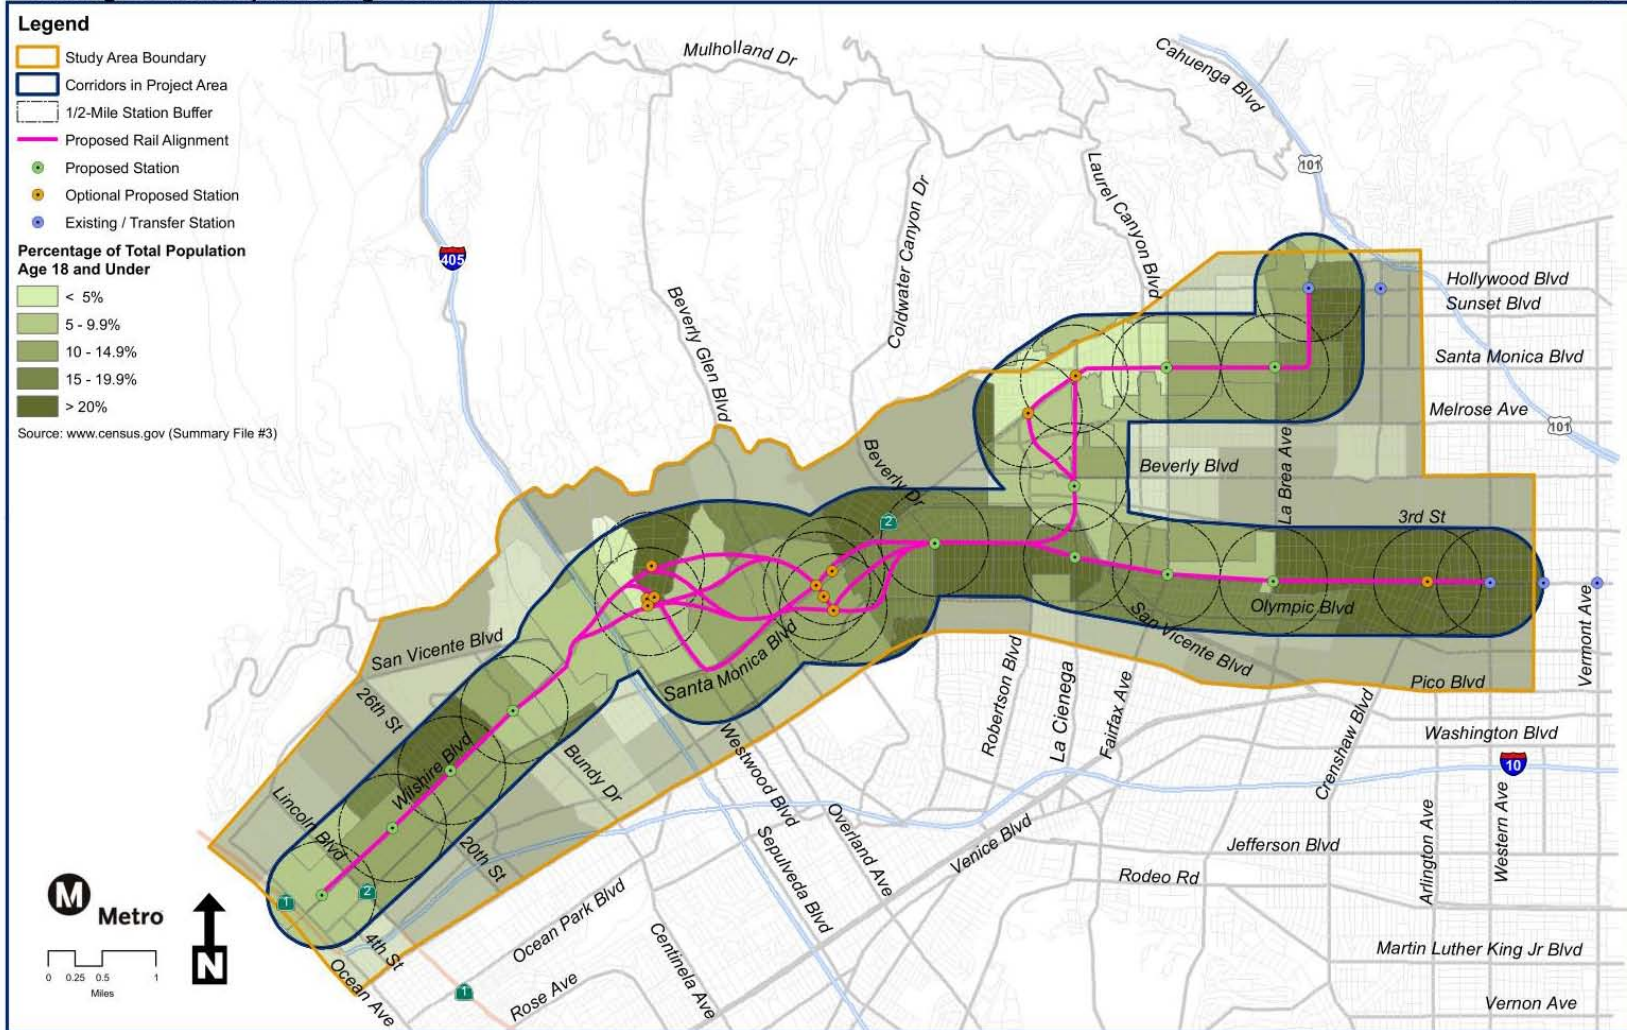 Legend
Study Area Boundary
Corridors in Project Area
1/2-Mile Station Buffer
Proposed Rail Alignment
Proposed Station
Optional Proposed Station
Existing / Transfer Station
Percentage of Total Population
Age 18 and Under
< 5%
5 - 9.9%
10 - 14.9%
15 - 19.9%
> 20%
Source: www.census.gov (Summary File #3)
Mulholland Dr
Cahuenga Blvd
101
Laurel Canyon Blvd
Coldwater Canyon Dr
405
Beverly Glen Blvd
Hollywood Blvd
Sunset Blvd
Santa Monica Blvd
Melrose Ave
101
Beverly Dr
Beverly Blvd
La Brea Ave
2
3rd St
Olympic Blvd
San Vicente Blvd
Vermont Ave
San Vicente Blvd
Santa Monica Blvd
Robertson Blvd
La Cienega
Fairfax Ave
Pico Blvd
26th St
Crenshaw Blvd
Washington Blvd
10
Wilshire Blvd
Bundy Dr
Westwood Blvd
Lincoln Blvd
20th St
Sepulveda Blvd
Overland Ave
Venice Blvd
Jefferson Blvd
Arlington Ave
Western Ave
Rodeo Rd
1
2
M
Metro
N
0 0.25 0.5 1
Miles
4th St
Ocean Ave
Ocean Park Blvd
Centinela Ave
1
Rose Ave
Martin Luther King Jr Blvd
Vernon Ave